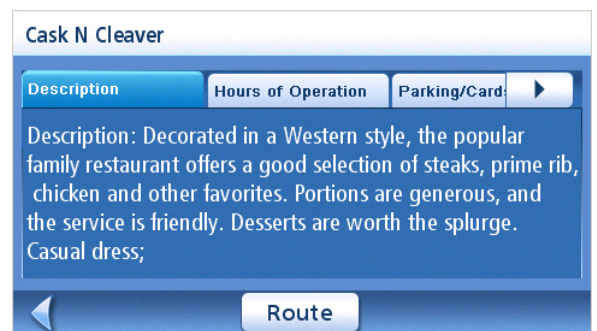 Cask N Cleaver
Description Hours of Operation Parking/Card
Description: Decorated in a Western style, the popular
family restaurant offers a good selection of steaks, prime rib,
chicken and other favorites. Portions are generous, and
the service is friendly. Desserts are worth the splurge.
Casual dress;
Route